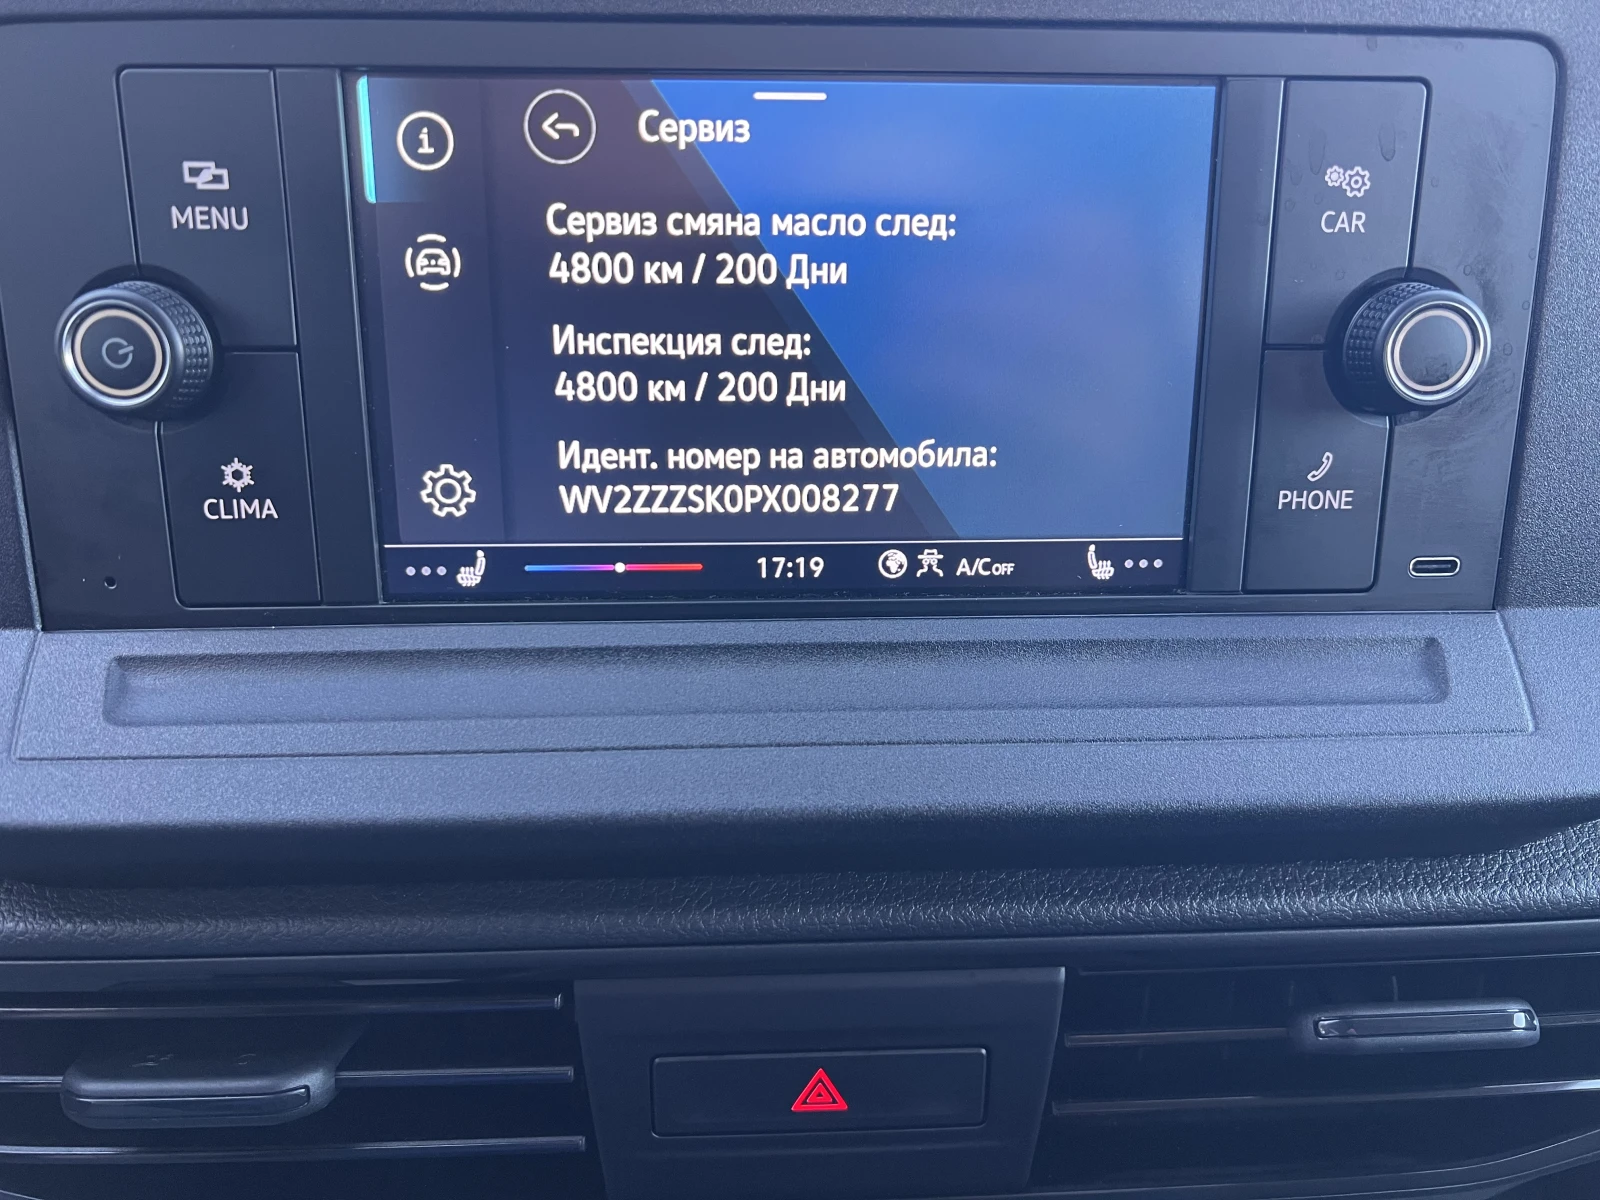 MENU
CLIMA
Сервиз
Сервиз смяна масло след:
4800 км / 200 Дни
Инспекция след:
4800 км / 200 Дни
Идент. номер на автомобила:
WV2ZZZSK0PX008277
17:19
A/C OFF
CAR
PHONE